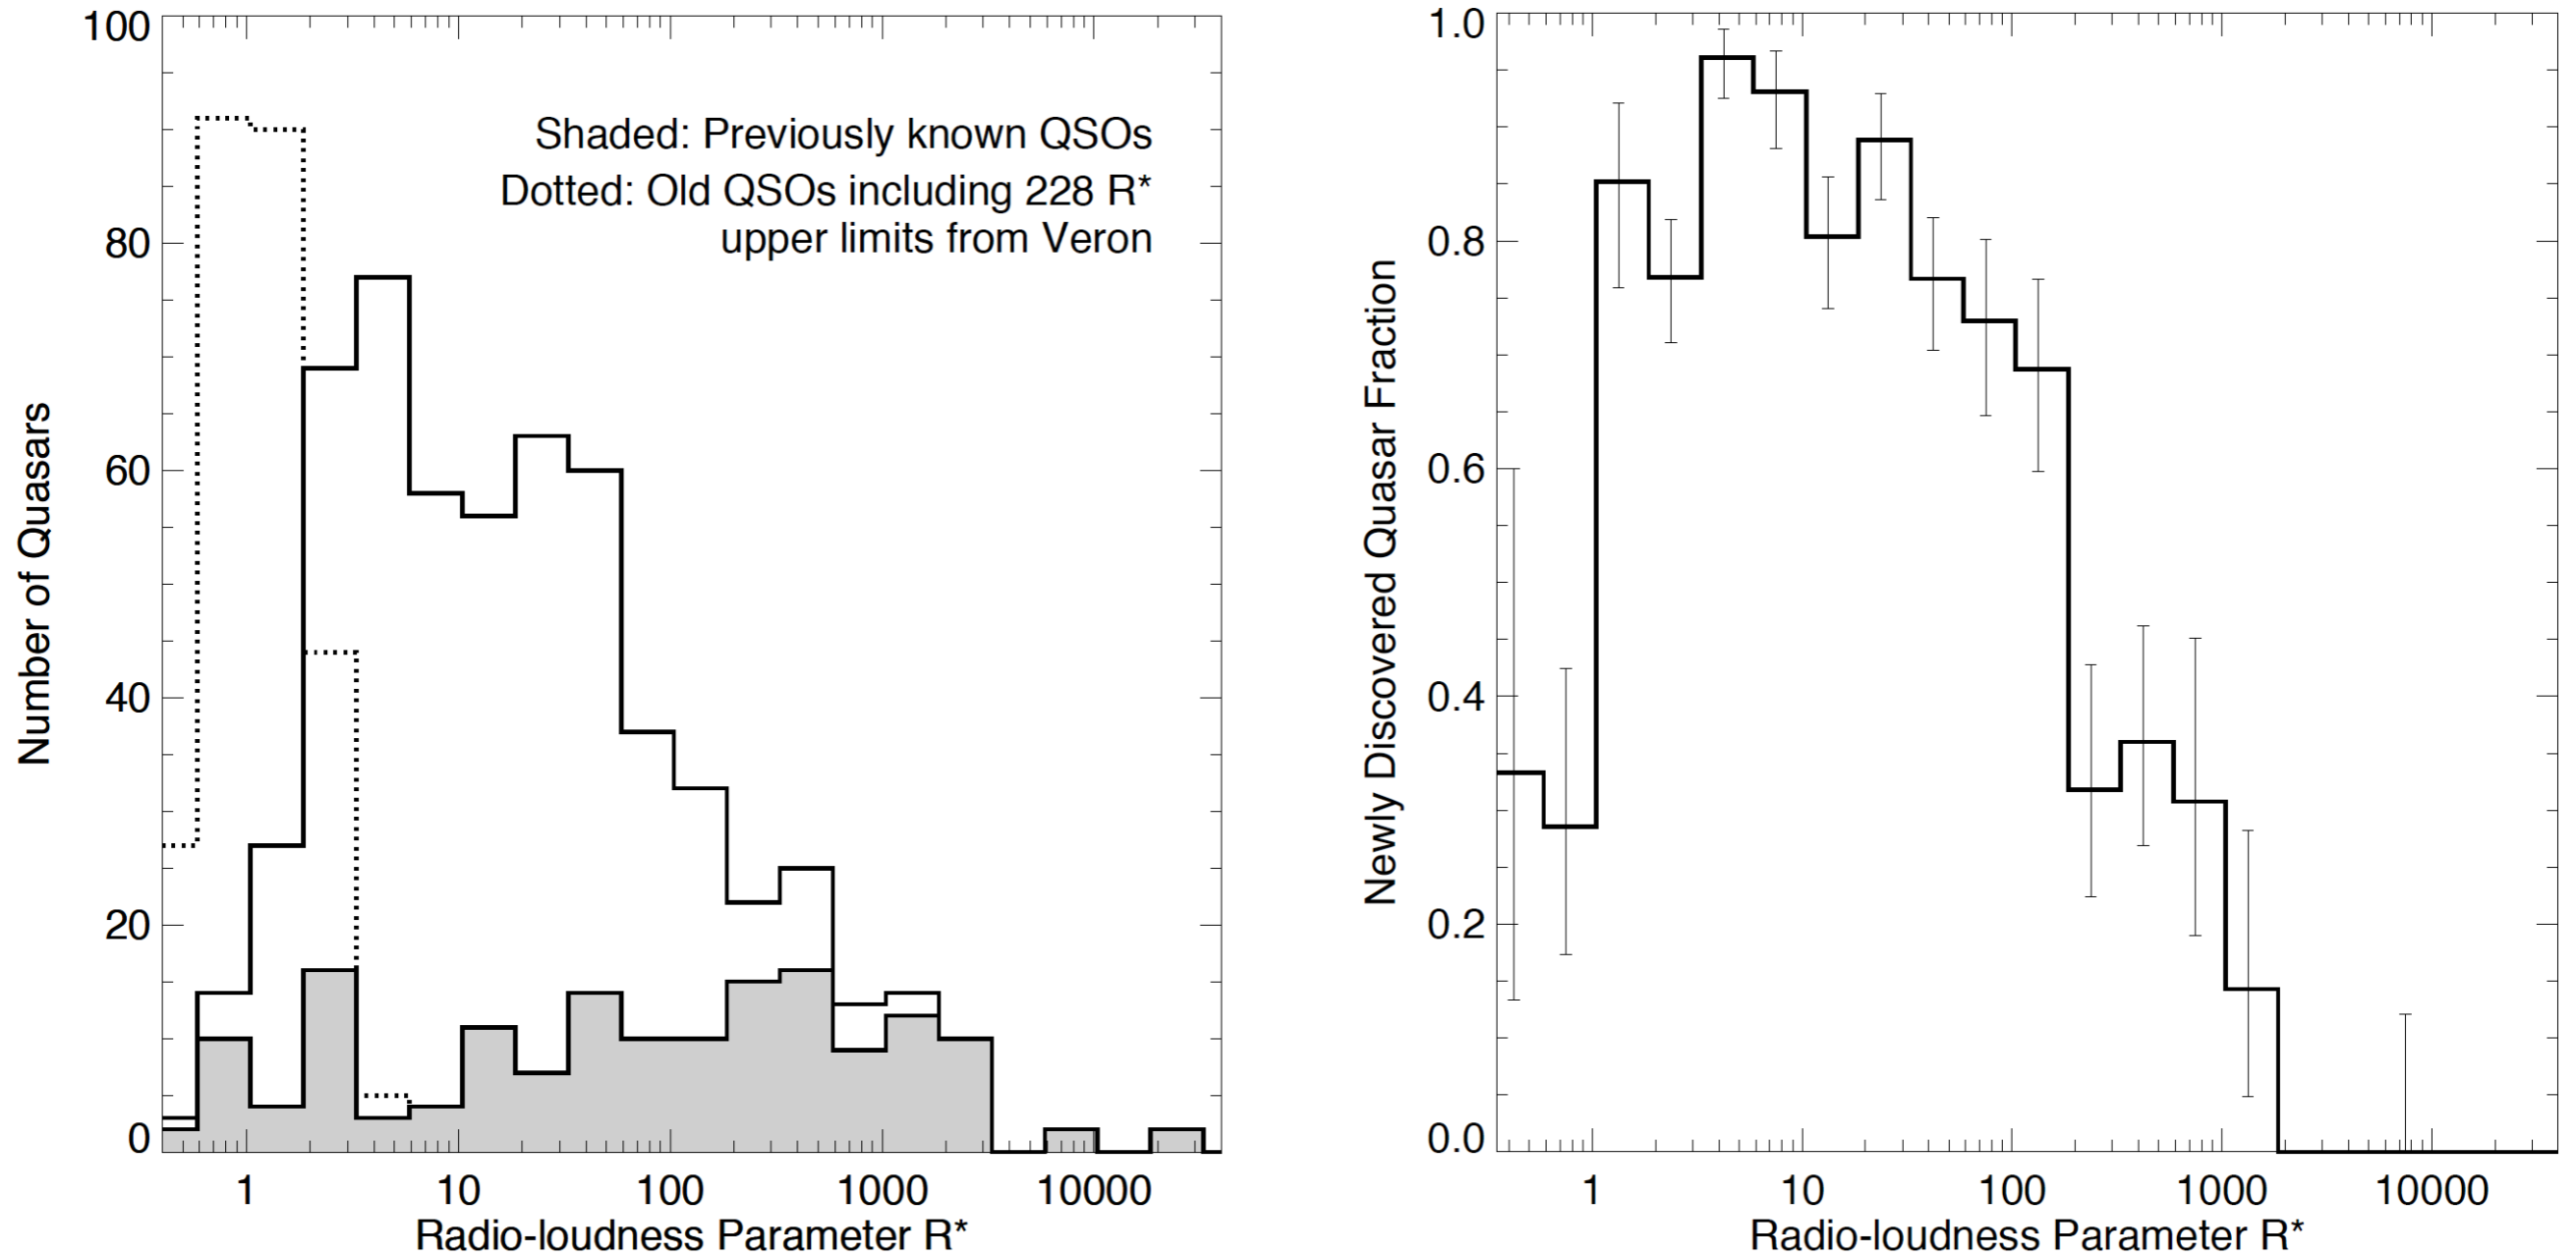 100
80
60
40
20
0
Number of Quasars
Shaded: Previously known QSOs
Dotted: Old QSOs including 228 R*
upper limits from Veron
1 10 100 1000 10000
Radio-loudness Parameter R*
1.0
0.8
0.6
0.4
0.2
0.0
Newly Discovered Quasar Fraction
1 10 100 1000 10000
Radio-loudness Parameter R*